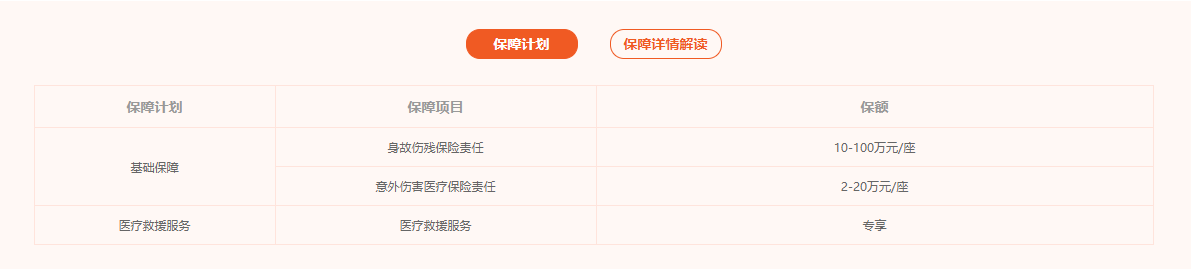 保障计划 保障详情解读
保障计划 保障项目 保额
基础保障 身故伤残保险责任 10-100万元/座
意外伤害医疗保险责任 2-20万元/座
医疗救援服务 医疗救援服务 专享